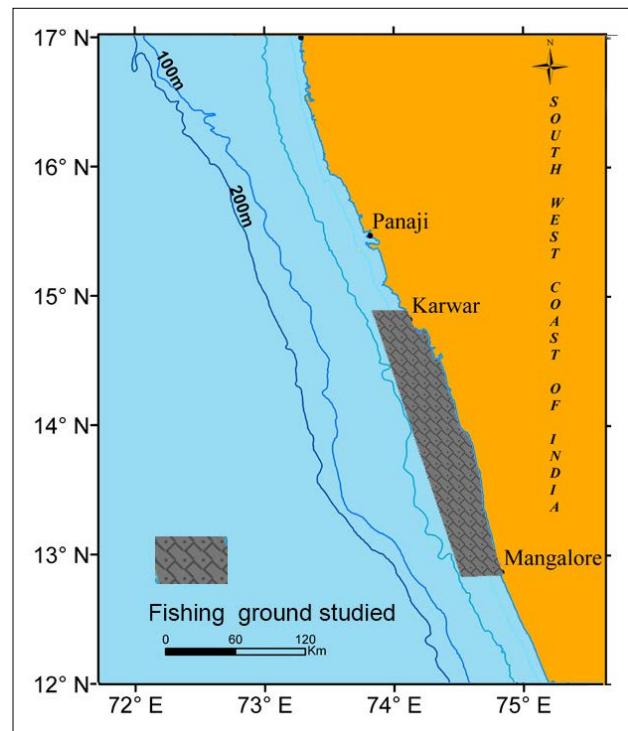 17° N
16° N
15° N
14° N
13° N
12° N
72° E
73° E
74° E
75° E
100m
200m
N
SOUTH WEST COAST OF INDIA
Panaji
Karwar
Mangalore
Fishing ground studied
0 60 120
Km